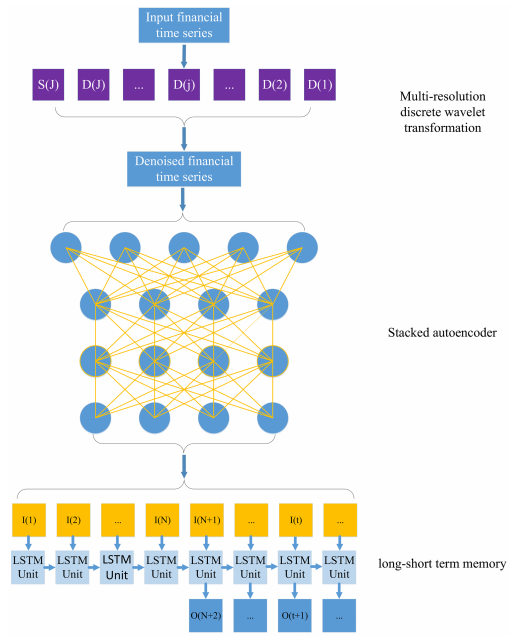 Input financial
time series
S(J) D(J) ... D(j) ... D(2) D(1)
Multi-resolution
discrete wavelet
transformation
Denoised financial
time series
Stacked autoencoder
I(1) I(2) ... I(N) I(N+1) ... I(t) ...
LSTM LSTM LSTM LSTM LSTM LSTM LSTM LSTM
Unit Unit Unit Unit Unit Unit Unit Unit
long-short term memory
O(N+2) ... O(t+1) ...